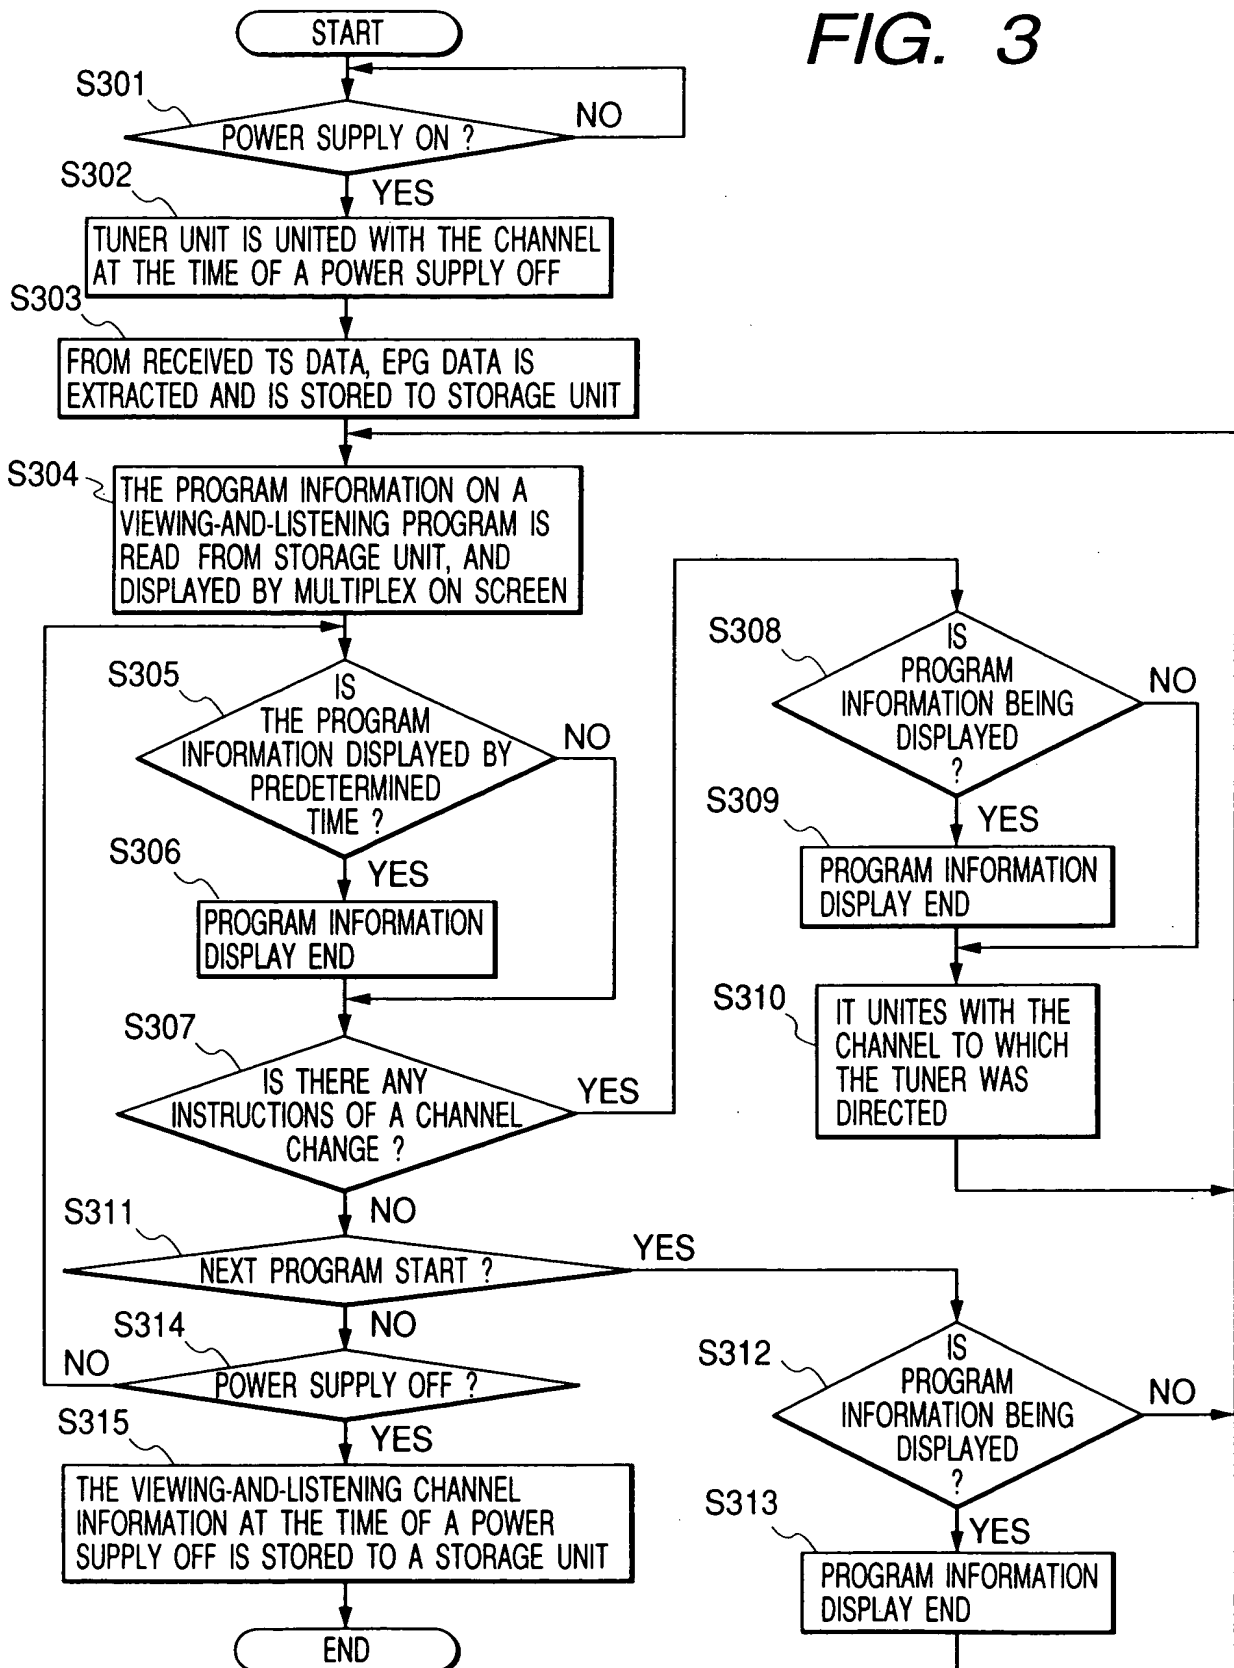 FIG. 3
START
S301
POWER SUPPLY ON ?
NO
YES
S302
TUNER UNIT IS UNITED WITH THE CHANNEL
AT THE TIME OF A POWER SUPPLY OFF
S303
FROM RECEIVED TS DATA, EPG DATA IS
EXTRACTED AND IS STORED TO STORAGE UNIT
S304
THE PROGRAM INFORMATION ON A
VIEWING-AND-LISTENING PROGRAM IS
READ FROM STORAGE UNIT, AND
DISPLAYED BY MULTIPLEX ON SCREEN
S305
IS
THE PROGRAM
INFORMATION DISPLAYED BY
PREDETERMINED
TIME ?
NO
YES
S306
PROGRAM INFORMATION
DISPLAY END
S307
IS THERE ANY
INSTRUCTIONS OF A CHANNEL
CHANGE ?
YES
NO
S308
IS
PROGRAM
INFORMATION BEING
DISPLAYED
?
NO
YES
S309
PROGRAM INFORMATION
DISPLAY END
S310
IT UNITES WITH THE
CHANNEL TO WHICH
THE TUNER WAS
DIRECTED
S311
NEXT PROGRAM START ?
YES
NO
S312
IS
PROGRAM
INFORMATION BEING
DISPLAYED
?
NO
YES
S313
PROGRAM INFORMATION
DISPLAY END
S314
POWER SUPPLY OFF ?
NO
YES
S315
THE VIEWING-AND-LISTENING CHANNEL
INFORMATION AT THE TIME OF A POWER
SUPPLY OFF IS STORED TO A STORAGE UNIT
END